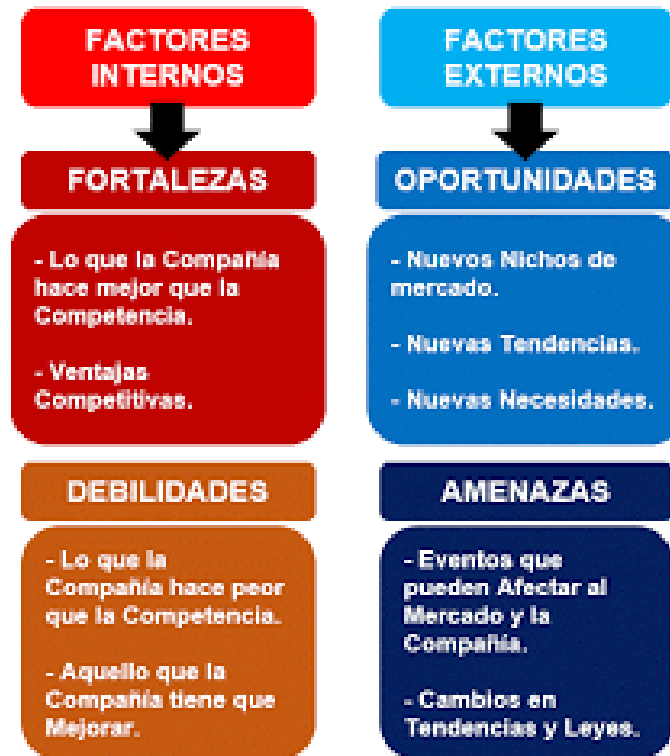 FACTORES
INTERNOS
FORTALEZAS
- Lo que la Compañía
hace mejor que la
Competencia.
- Ventajas
Competitivas.
DEBILIDADES
- Lo que la
Compañía hace peor
que la Competencia.
- Aquello que la
Compañía tiene que
Mejorar.
FACTORES
EXTERNOS
OPORTUNIDADES
- Nuevos Nichos de
mercado.
- Nuevas Tendencias.
- Nuevas Necesidades.
AMENAZAS
- Eventos que
pueden Afectar al
Mercado y la
Compañía.
- Cambios en
Tendencias y Leyes.